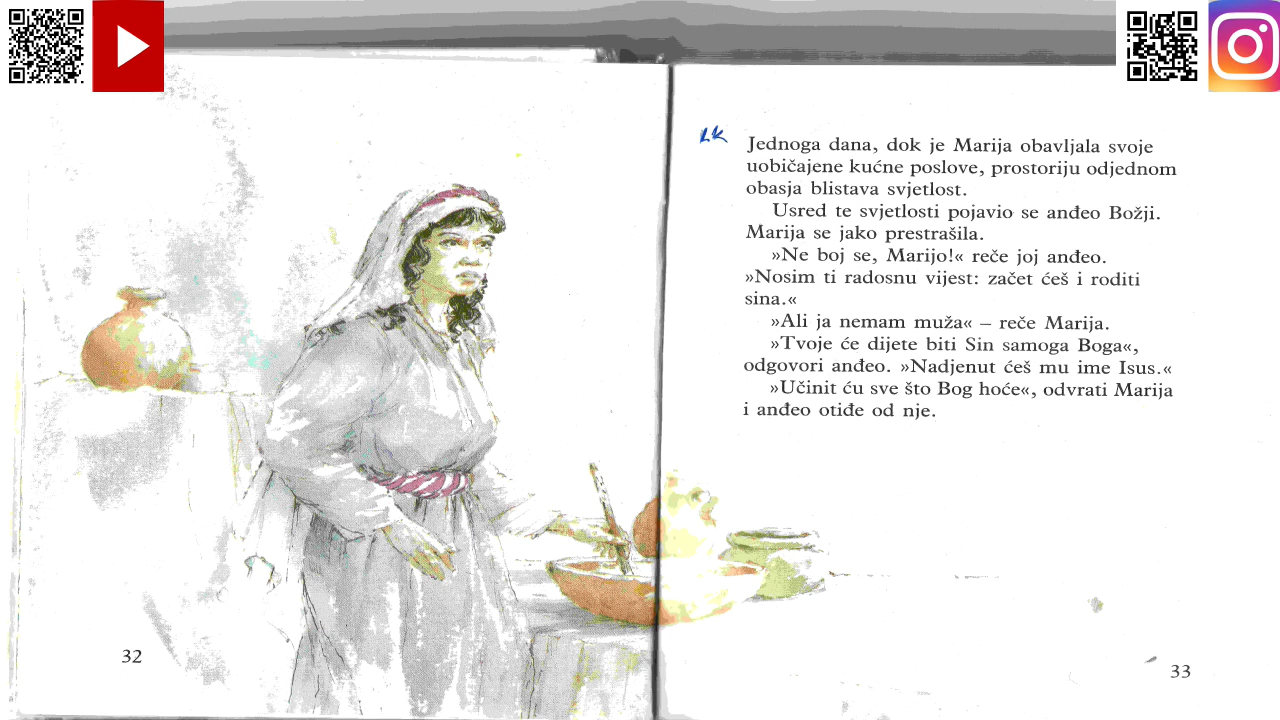 LK
Jednoga dana, dok je Marija obavljala svoje
uobičajene kućne poslove, prostoriju odjednom
obasja blistava svjetlost.
Usred te svjetlosti pojavio se anđeo Božji.
Marija se jako prestrašila.
»Ne boj se, Marijo!« reče joj anđeo.
»Nosim ti radosnu vijest: začet ćeš i roditi
sina.«
»Ali ja nemam muža« – reče Marija.
»Tvoje će dijete biti Sin samoga Boga«,
odgovori anđeo. »Nadjenut ćeš mu ime Isus.«
»Učinit ću sve što Bog hoće«, odvrati Marija
i anđeo otiđe od nje.
32
33